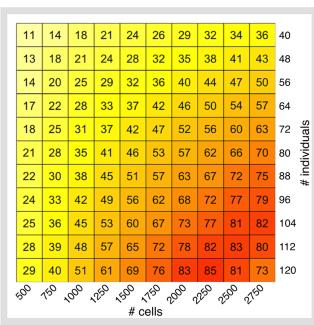 11 14 18 21 24 26 29 32 34 36 40
13 18 21 24 28 32 35 38 41 43 48
14 20 25 29 32 36 40 44 47 50 56
17 22 28 33 37 42 46 50 54 57 64
18 25 31 37 42 47 52 56 60 63 72
21 28 35 41 46 53 57 62 66 70 80
22 30 38 45 51 57 63 67 72 75 88
24 33 42 49 56 62 68 72 77 79 96
25 36 45 53 60 67 73 77 81 82 104
28 39 48 57 65 72 78 82 83 80 112
29 40 51 61 69 76 83 85 81 73 120
# individuals
500 750 1000 1250 1500 1750 2000 2250 2500 2750
# cells